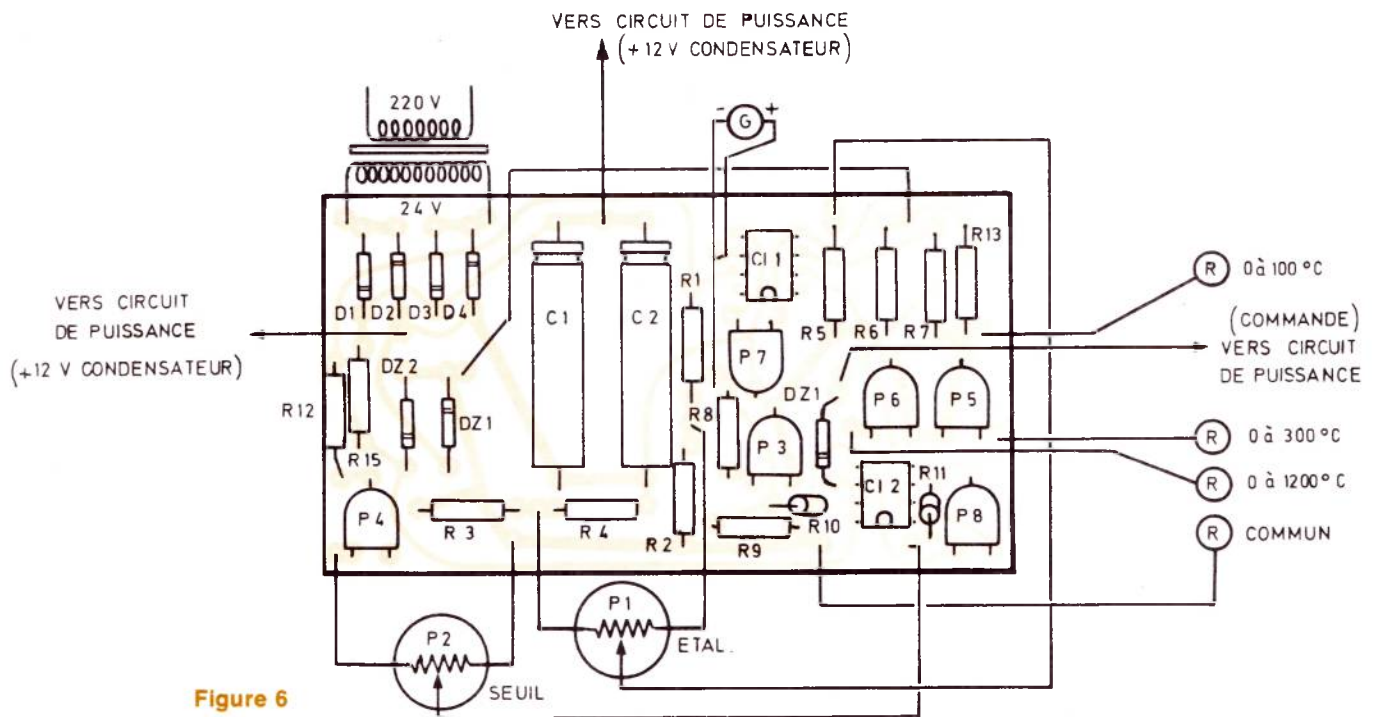 VERS CIRCUIT DE PUISSANCE
(+12 V CONDENSATEUR)
220 V
- G +
24 V
R13
CI 1
R 0 à 100 °C
R1
VERS CIRCUIT
DE PUISSANCE
(+12 V CONDENSATEUR)
D1 D2 D3 D4
C1
C2
R5 R6 R7
(COMMANDE)
VERS CIRCUIT
DE PUISSANCE
P7
DZ 2
DZ1
P6
P5
R12
DZ1
R8
R 0 à 300 °C
R15
P3
CI 2
R11
R 0 à 1200 °C
P4
R 3
R 4
R2
R10
P8
R9
R COMMUN
P1
ETAL.
P2
SEUIL
Figure 6